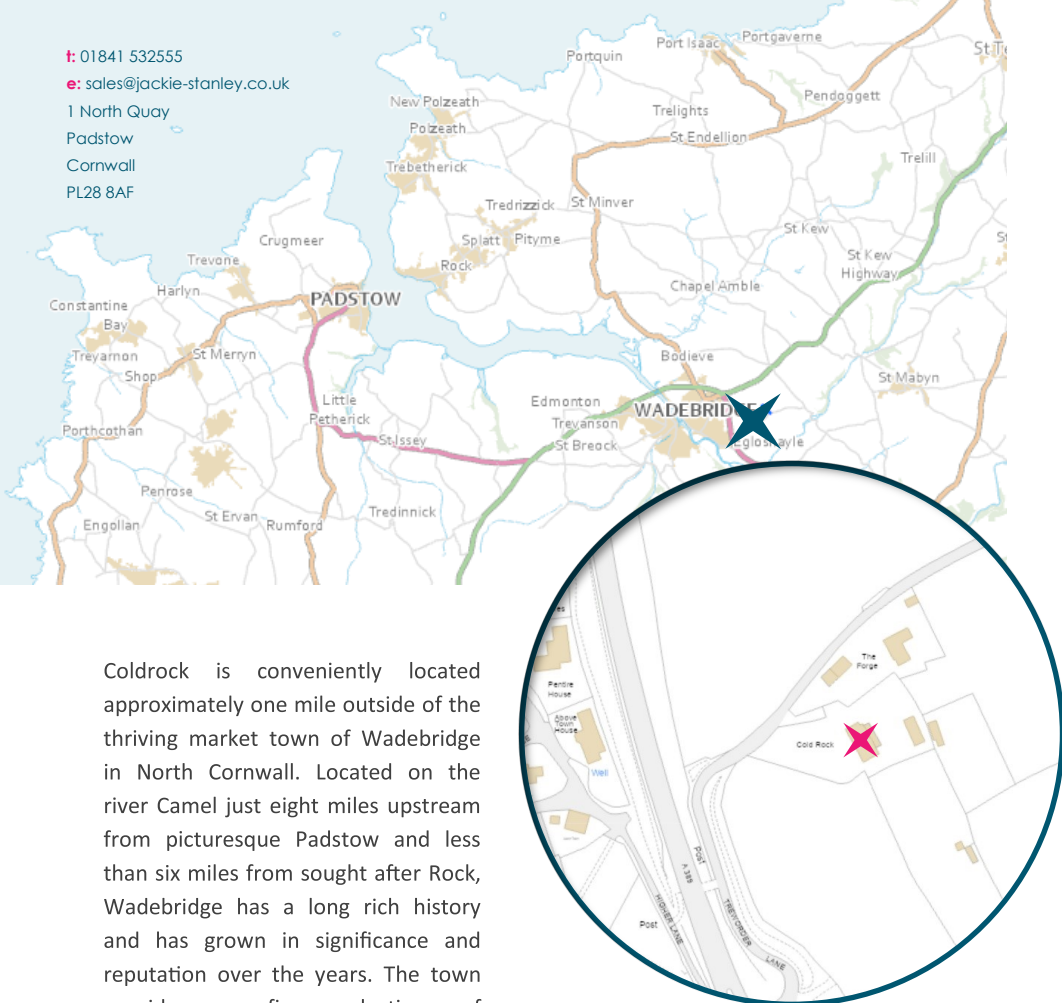 t: 01841 532555
e: sales@jackie-stanley.co.uk
1 North Quay
Padstow
Cornwall
PL28 8AF
Portquin
Port Isaac
Portgaverne
New Polzeath
Polzeath
Trebetherick
Trelights
Pendoggett
St Endellion
Trelill
Tredrizzick
St Minver
Splatt
Pityme
Rock
St Kew
St Kew
Highway
Chapel Amble
Crugmeer
Trevone
Harlyn
PADSTOW
Constantine
Bay
Treyarnon
Shop
St Merryn
Little
Petherick
Porthcothan
St Issey
Bodieve
Edmonton
WADEBRIDGE
Trevanson
St Breock
Egloshayle
St Mabyn
Penrose
St Ervan
Rumford
Engollan
Tredinnick
The
Forge
Pentire
House
Above
Town
House
Well
Cold Rock
Post
A 389
HIGHER LANE
TREWORDER
LANE
Post
Coldrock is conveniently located
approximately one mile outside of the
thriving market town of Wadebridge
in North Cornwall. Located on the
river Camel just eight miles upstream
from picturesque Padstow and less
than six miles from sought after Rock,
Wadebridge has a long rich history
and has grown in significance and
reputation over the years. The town